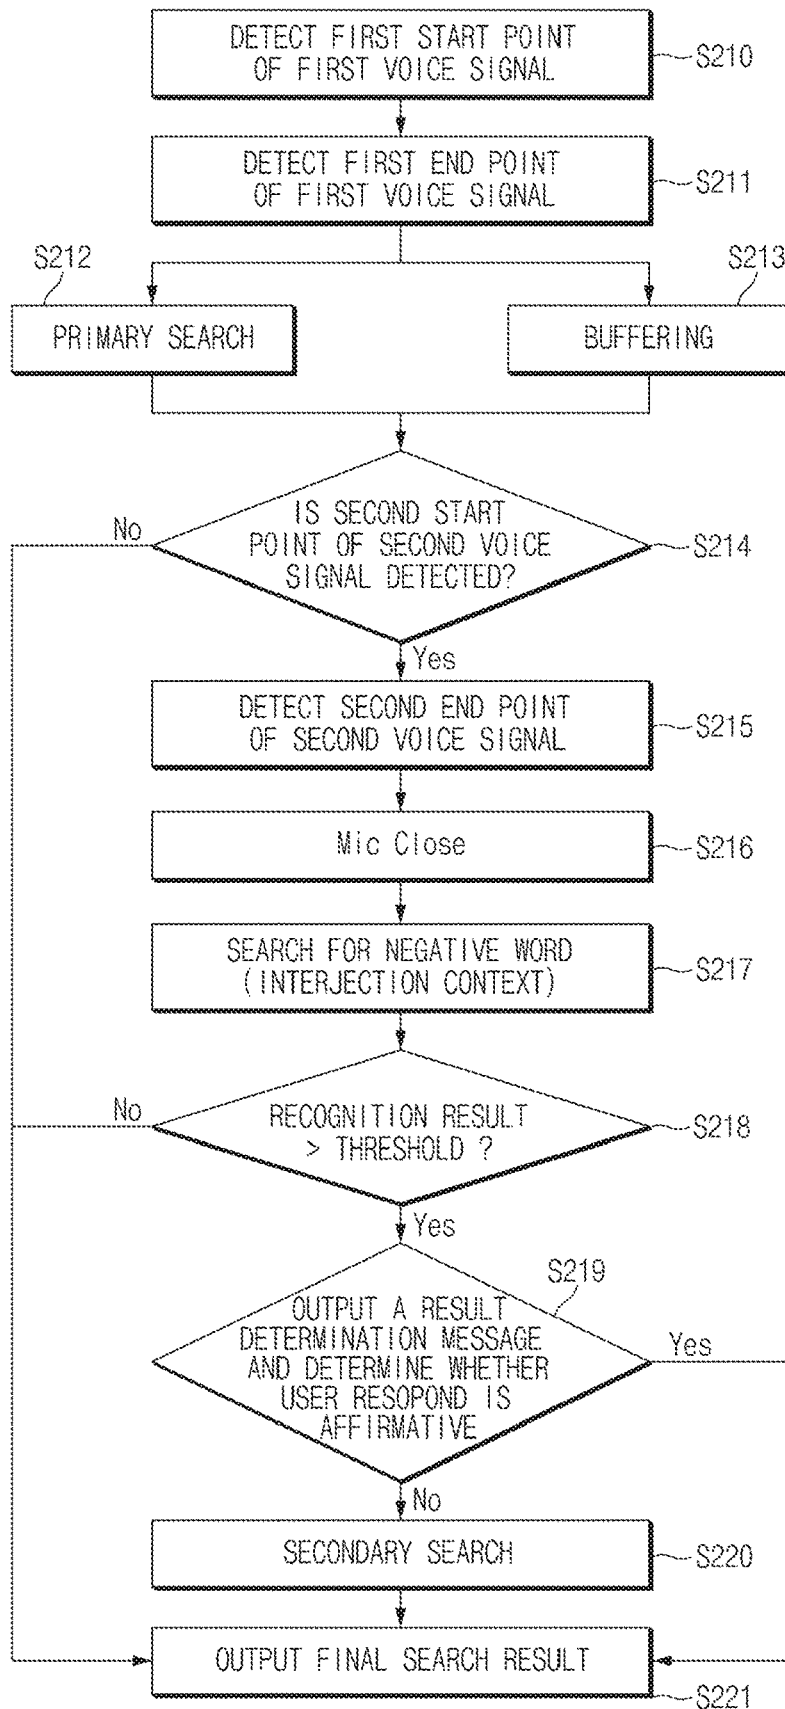 DETECT FIRST START POINT
OF FIRST VOICE SIGNAL
S210
DETECT FIRST END POINT
OF FIRST VOICE SIGNAL
S211
S212
PRIMARY SEARCH
S213
BUFFERING
IS SECOND START
POINT OF SECOND VOICE
SIGNAL DETECTED?
No
S214
Yes
DETECT SECOND END POINT
OF SECOND VOICE SIGNAL
S215
Mic Close
S216
SEARCH FOR NEGATIVE WORD
(INTERJECTION CONTEXT)
S217
No
RECOGNITION RESULT
> THRESHOLD ?
S218
Yes
S219
OUTPUT A RESULT
DETERMINATION MESSAGE
AND DETERMINE WHETHER
USER RESOPOND IS
AFFIRMATIVE
Yes
No
SECONDARY SEARCH
S220
OUTPUT FINAL SEARCH RESULT
S221